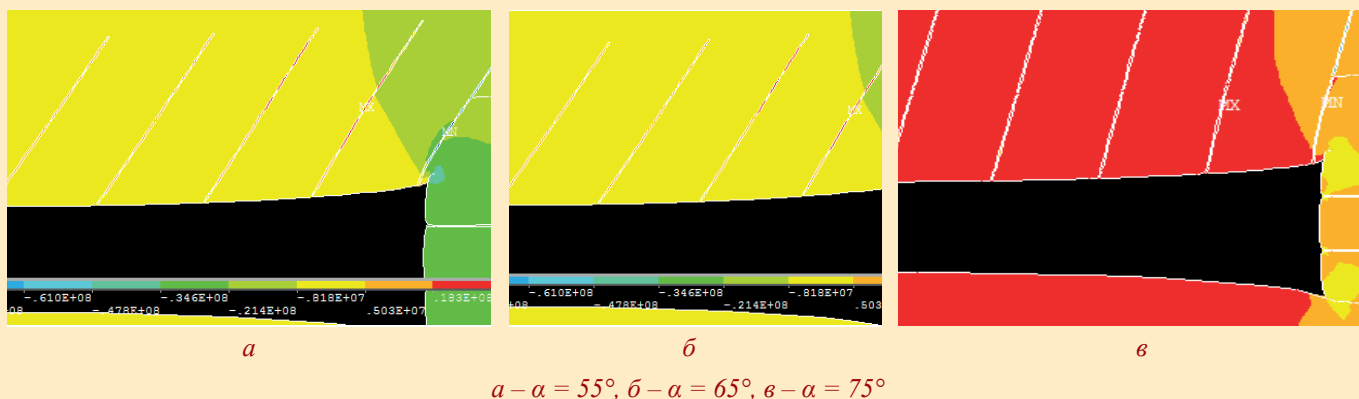 MX
MN
-.610E+08 -.346E+08 -.818E+07 .183E+08
08 -.478E+08 -.214E+08 .503E+07
MX
-.610E+08 -.346E+08 -.818E+07
08 -.478E+08 -.214E+08 .503
MX MN
а б в
а – α = 55°, б – α = 65°, в – α = 75°